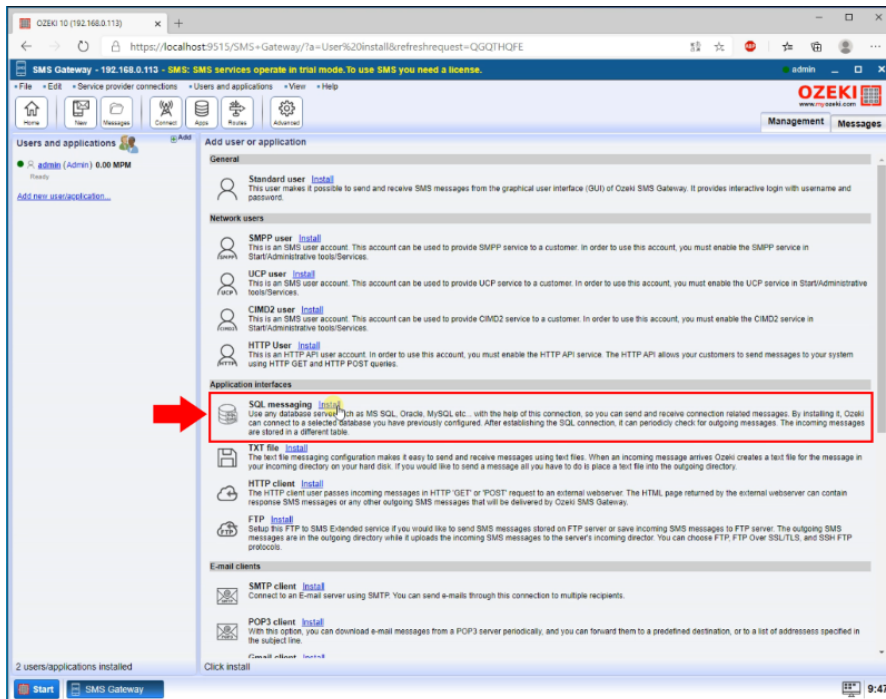 OZEKI 10 (192.168.0.113)
https://localhost:9515/SMS+Gateway/?a=User%20install&refreshrequest=QGQTHQFE
SMS Gateway - 192.168.0.113 - SMS: SMS services operate in trial mode.To use SMS you need a license.
admin
File Edit Service provider connections Users and applications View Help
OZEKI
www.myozeki.com
Home New Messages Connect Apps Routes Advanced
Management Messages
Users and applications Add
admin (Admin) 0.00 MPM
Ready
Add new user/application...
Add user or application
General
Standard user Install
This user makes it possible to send and receive SMS messages from the graphical user interface (GUI) of Ozeki SMS Gateway. It provides interactive login with username and
password.
Network users
SMPP user Install
This is an SMS user account. This account can be used to provide SMPP service to a customer. In order to use this account, you must enable the SMPP service in
Start/Administrative tools/Services.
SMPP
UCP user Install
This is an SMS user account. This account can be used to provide UCP service to a customer. In order to use this account, you must enable the UCP service in Start/Administrative
tools/Services.
UCP
CIMD2 user Install
This is an SMS user account. This account can be used to provide CIMD2 service to a customer. In order to use this account, you must enable the CIMD2 service in
Start/Administrative tools/Services.
CIMD2
HTTP User Install
This is an HTTP API user account. In order to use this account, you must enable the HTTP API service. The HTTP API allows your customers to send messages to your system
using HTTP GET and HTTP POST queries.
HTTP
Application interfaces
SQL messaging Install
Use any database server such as MS SQL, Oracle, MySQL etc... with the help of this connection, so you can send and receive connection related messages. By installing it, Ozeki
can connect to a selected database you have previously configured. After establishing the SQL connection, it can periodicly check for outgoing messages. The incoming messages
are stored in a different table.
TXT file Install
The text file messaging configuration makes it easy to send and receive messages using text files. When an incoming message arrives Ozeki creates a text file for the message in
your incoming directory on your hard disk. If you would like to send a message all you have to do is place a text file into the outgoing directory.
HTTP client Install
The HTTP client user passes incoming messages in HTTP 'GET' or 'POST' request to an external webserver. The HTML page returned by the external webserver can contain
response SMS messages or any other outgoing SMS messages that will be delivered by Ozeki SMS Gateway.
FTP Install
Setup this FTP to SMS Extended service if you would like to send SMS messages stored on FTP server or save incoming SMS messages to FTP server. The outgoing SMS
messages are in the outgoing directory while it uploads the incoming SMS messages to the server's incoming director. You can choose FTP, FTP Over SSL/TLS, and SSH FTP
protocols.
FTP
E-mail clients
SMTP client Install
Connect to an E-mail server using SMTP. You can send e-mails through this connection to multiple recipients.
POP3 client Install
With this option, you can download e-mail messages from a POP3 server periodically, and you can forward them to a predefined destination, or to a list of addressess specified in
the subject line.
Gmail client Install
2 users/applications installed
Click install
Start SMS Gateway
9:47